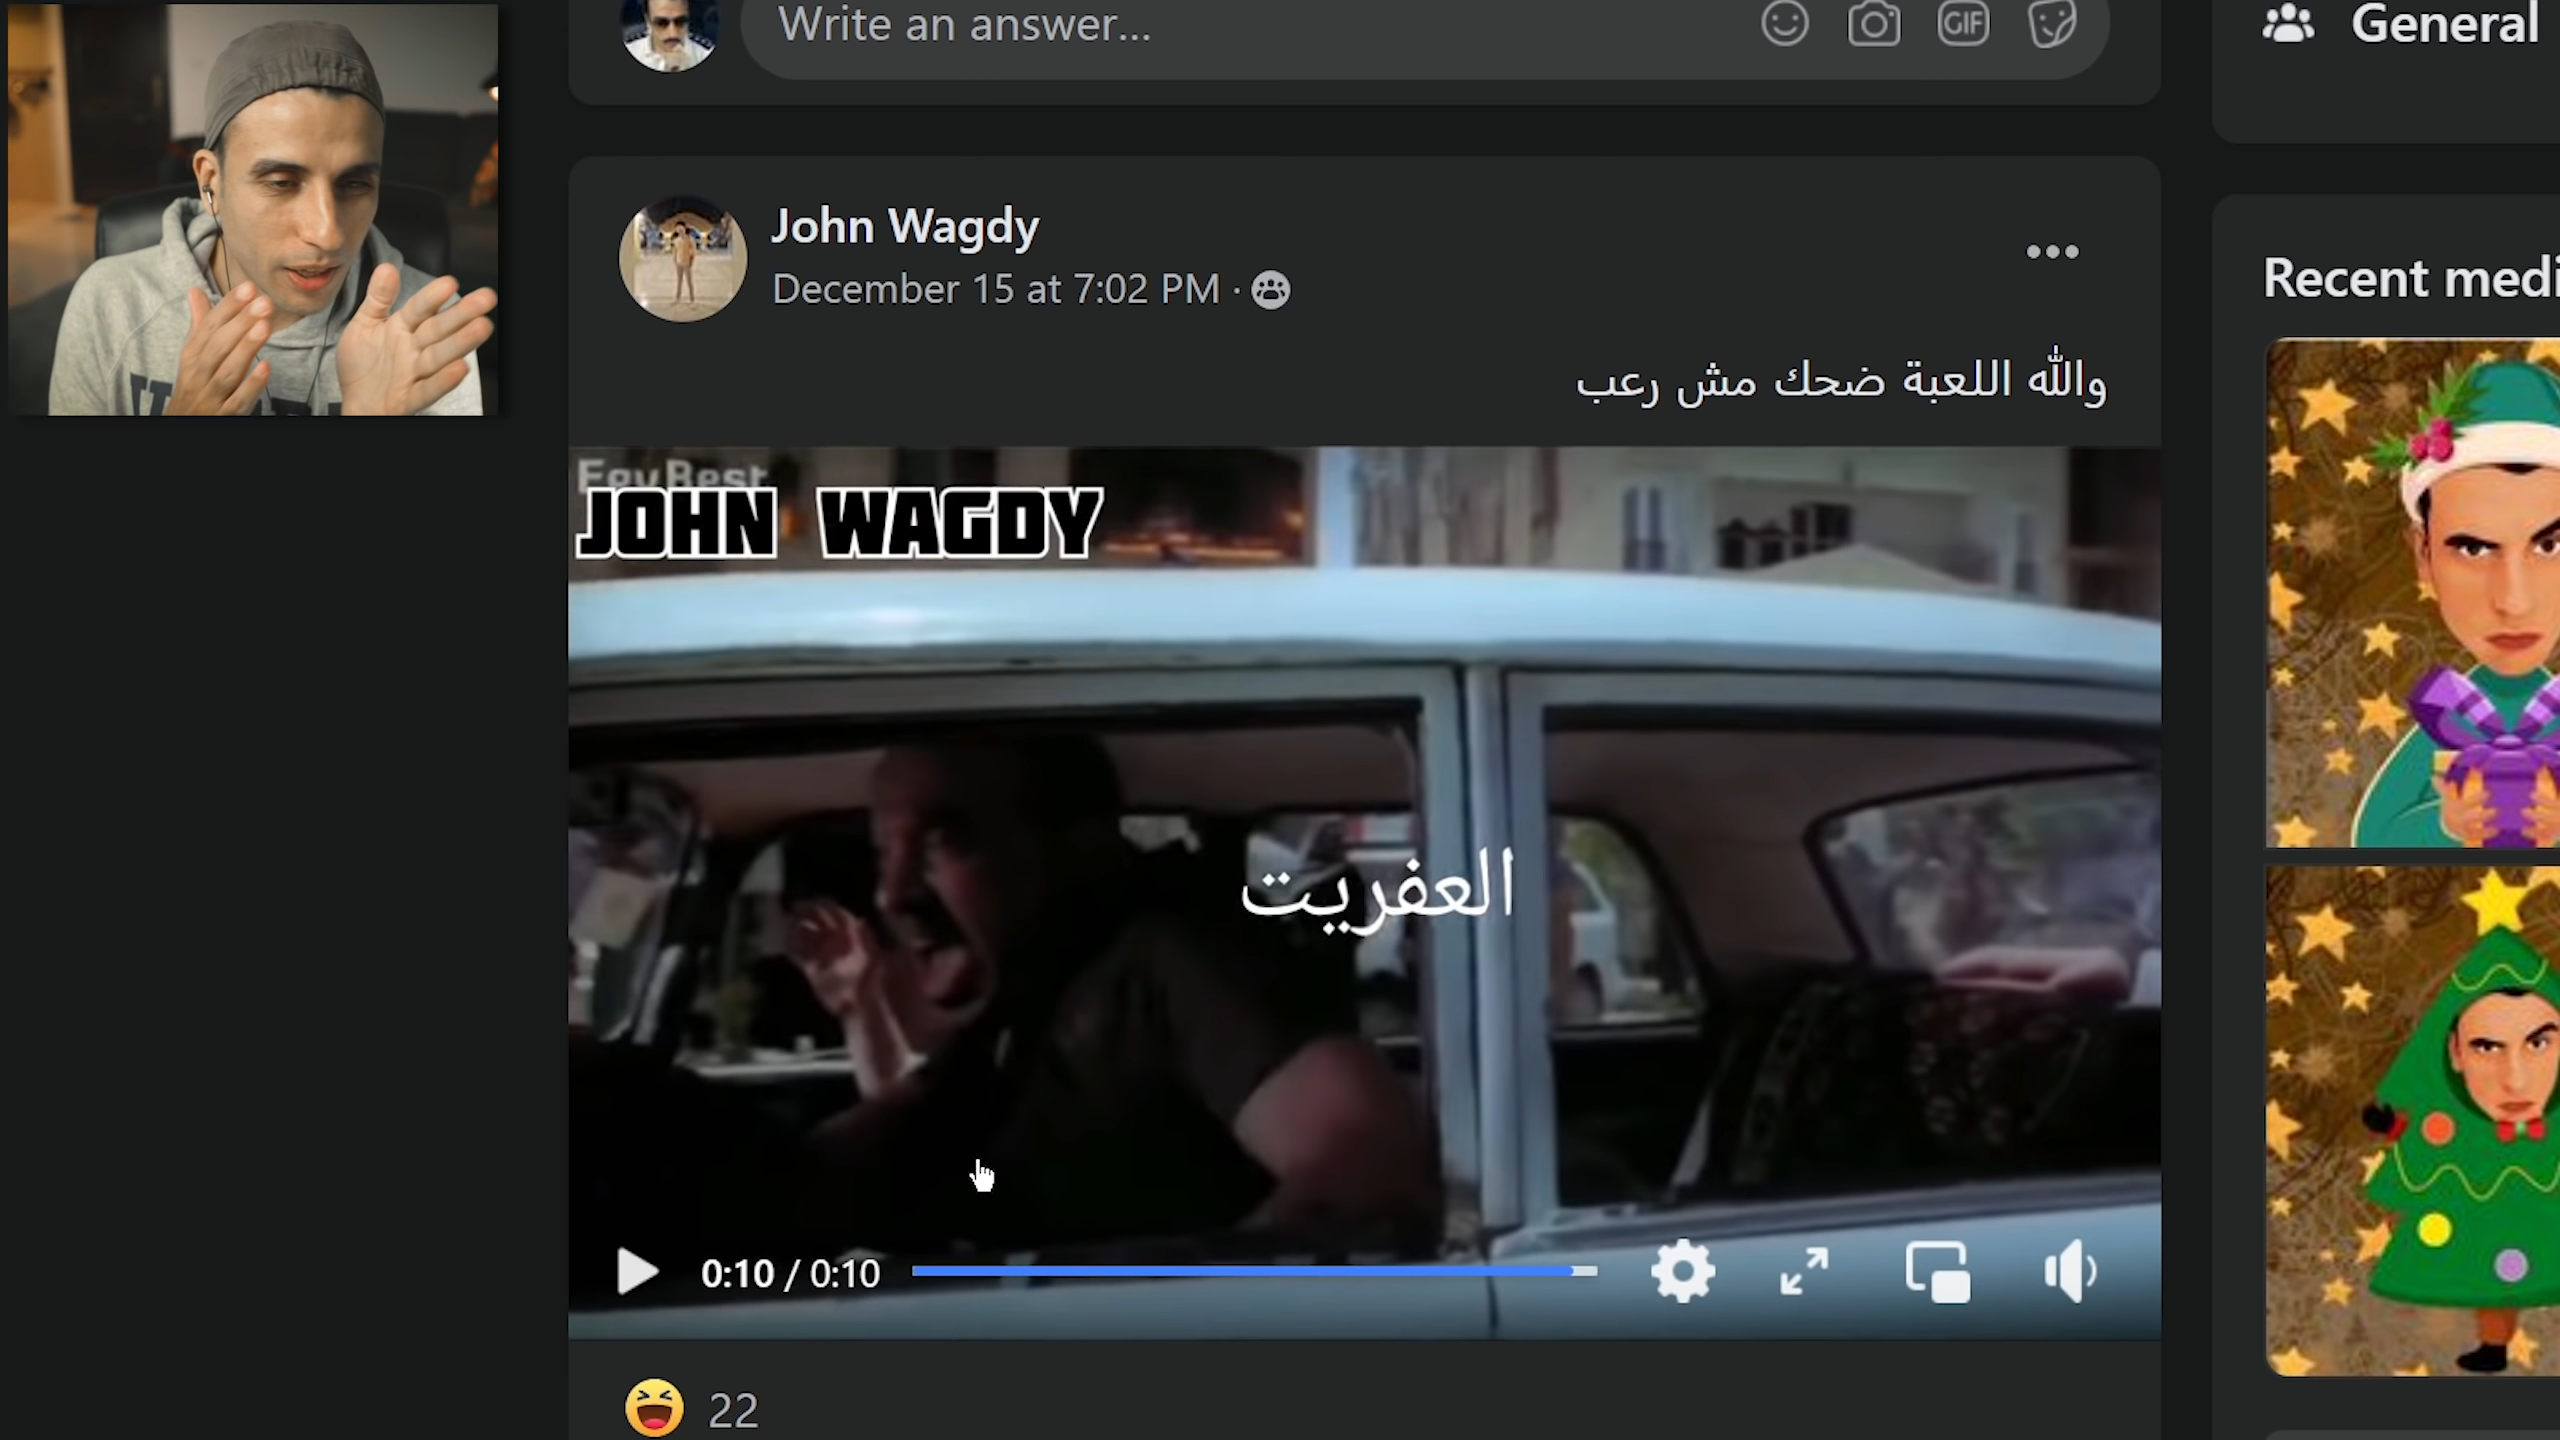 Write an answer...
GIF
General
John Wagdy
December 15 at 7:02 PM ·
والله اللعبة ضحك مش رعب
Recent medi
JOHN WAGDY
العفريت
0:10 / 0:10
22